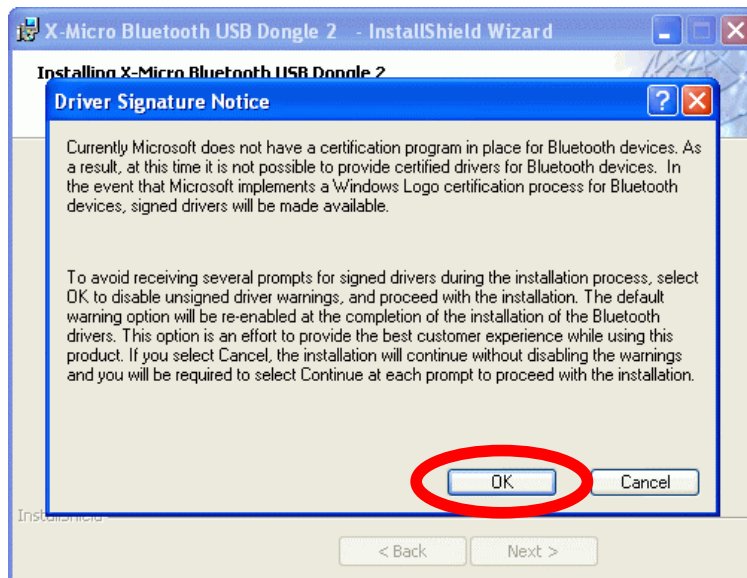 X-Micro Bluetooth USB Dongle 2 - InstallShield Wizard
Installing X-Micro Bluetooth USB Dongle 2
Driver Signature Notice
Currently Microsoft does not have a certification program in place for Bluetooth devices. As
a result, at this time it is not possible to provide certified drivers for Bluetooth devices. In
the event that Microsoft implements a Windows Logo certification process for Bluetooth
devices, signed drivers will be made available.
To avoid receiving several prompts for signed drivers during the installation process, select
OK to disable unsigned driver warnings, and proceed with the installation. The default
warning option will be re-enabled at the completion of the installation of the Bluetooth
drivers. This option is an effort to provide the best customer experience while using this
product. If you select Cancel, the installation will continue without disabling the warnings
and you will be required to select Continue at each prompt to proceed with the installation.
OK Cancel
InstallShield
< Back Next >